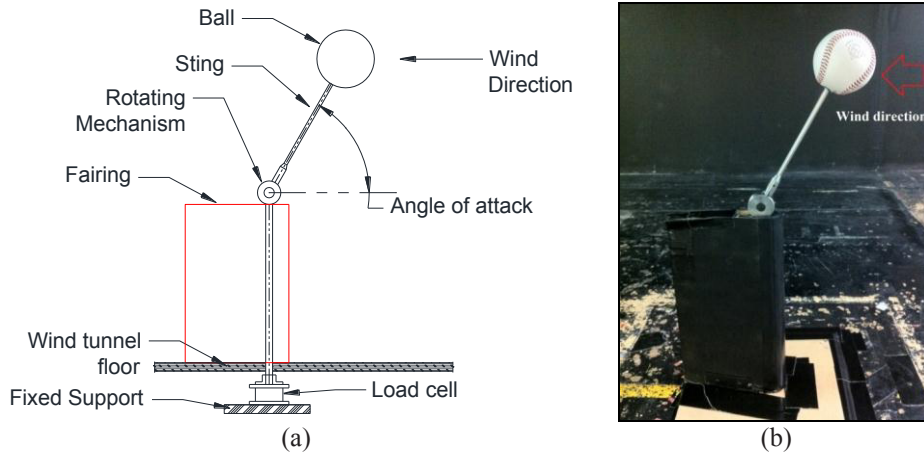 Ball
Sting
Wind
Direction
Rotating
Mechanism
Fairing
Angle of attack
Wind direction
Wind tunnel
floor
Load cell
Fixed Support
(a)
(b)